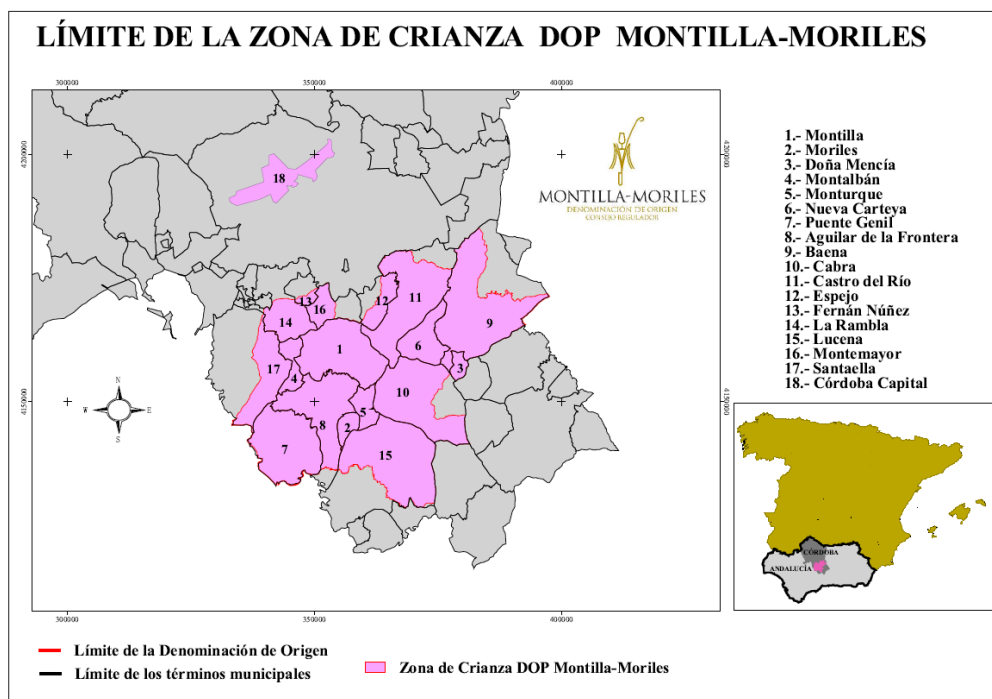 LÍMITE DE LA ZONA DE CRIANZA DOP MONTILLA-MORILES
300000
350000
400000
4200000
4200000
18
MONTILLA-MORILES
DENOMINACIÓN DE ORIGEN
CONSEJO REGULADOR
1.- Montilla
2.- Moriles
3.- Doña Mencía
4.- Montalbán
5.- Monturque
6.- Nueva Carteya
7.- Puente Genil
8.- Aguilar de la Frontera
9.- Baena
10.- Cabra
11.- Castro del Río
12.- Espejo
13.- Fernán Núñez
14.- La Rambla
15.- Lucena
16.- Montemayor
17.- Santaella
18.- Córdoba Capital
13
16
12
11
14
9
1
6
17
4
3
10
5
8
2
7
15
N
W
E
S
4150000
4150000
CÓRDOBA
ANDALUCÍA
300000
350000
400000
Límite de la Denominación de Origen
Límite de los términos municipales
Zona de Crianza DOP Montilla-Moriles